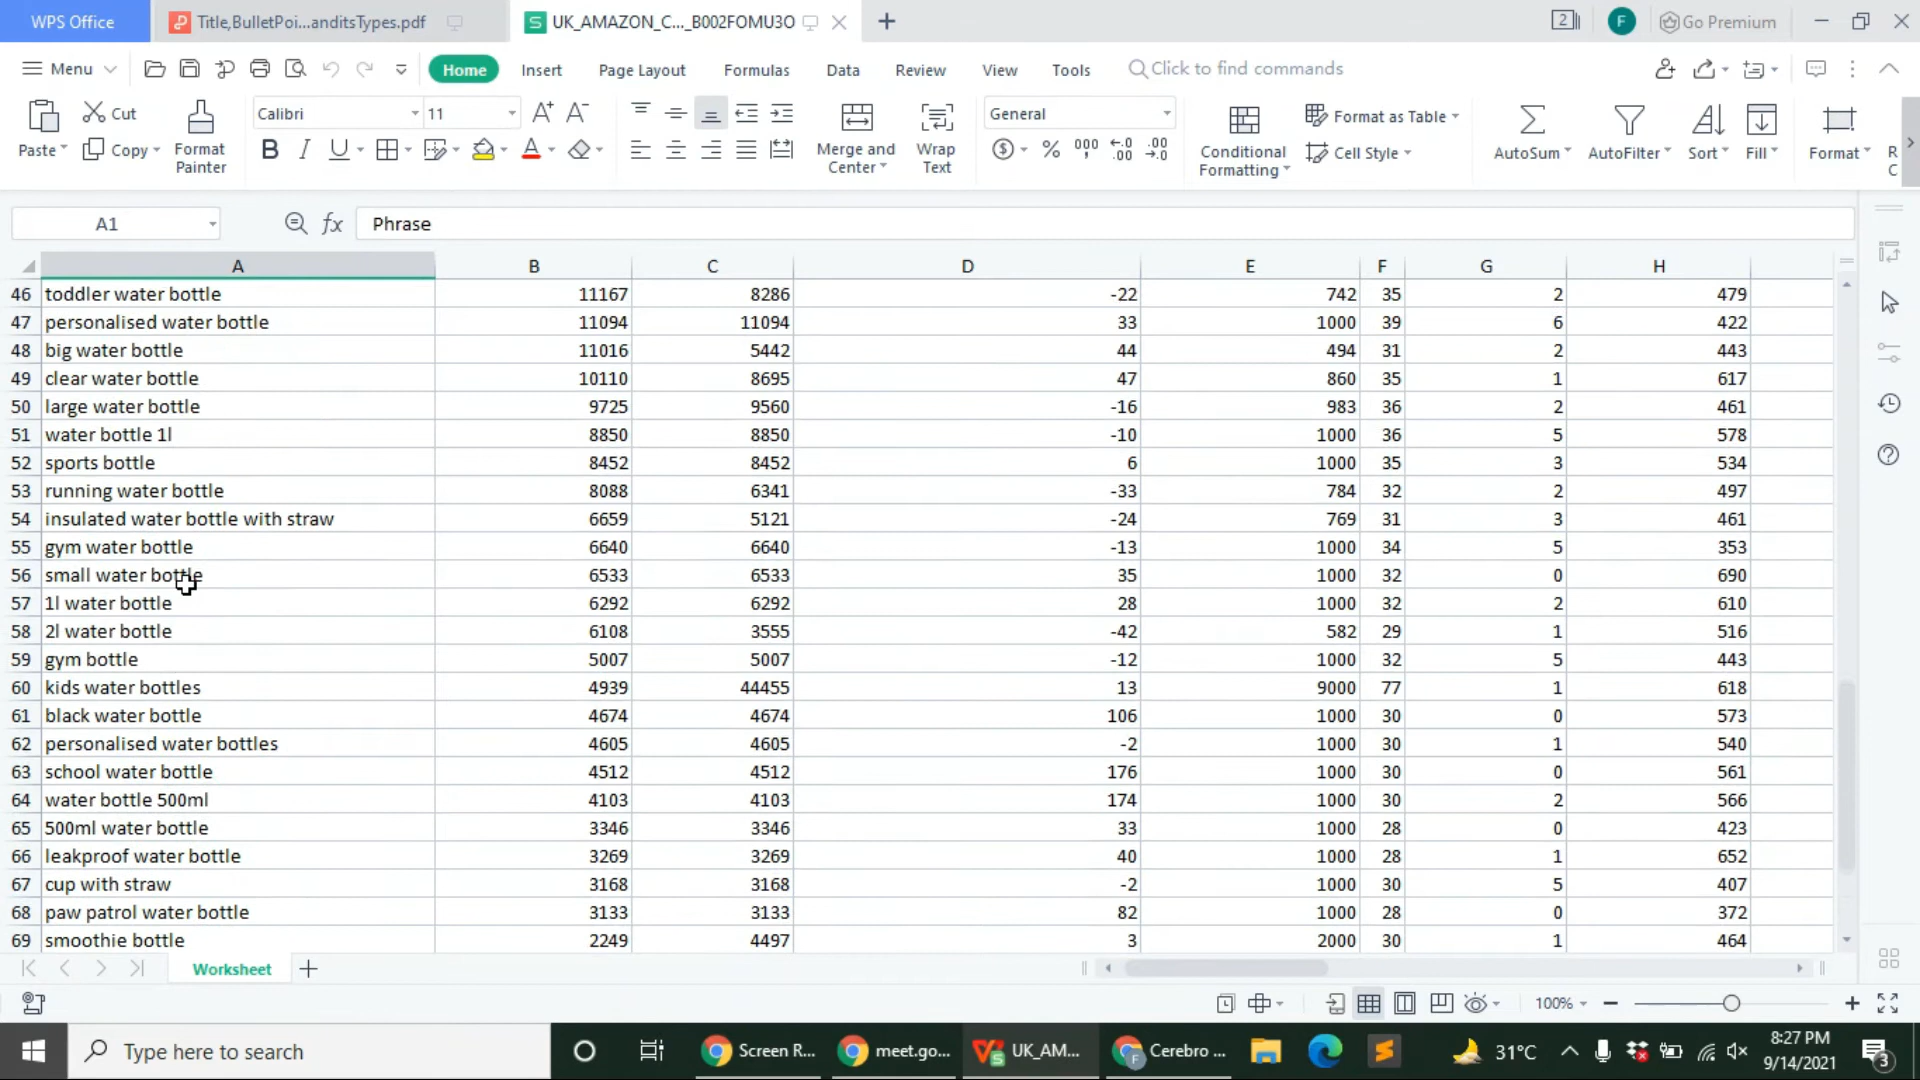 WPS Office
Title,BulletPoi...anditsTypes.pdf
UK_AMAZON_C..._B002FOMU3O
2
F
Go Premium
Menu
Home
Insert
Page Layout
Formulas
Data
Review
View
Tools
Click to find commands
Paste
Cut
Copy
Format Painter
Calibri
11
Merge and Center
Wrap Text
General
Conditional Formatting
Format as Table
Cell Style
AutoSum
AutoFilter
Sort
Fill
Format
R
C
A1
Phrase
A B C D E F G H
46 toddler water bottle 11167 8286 -22 742 35 2 479
47 personalised water bottle 11094 11094 33 1000 39 6 422
48 big water bottle 11016 5442 44 494 31 2 443
49 clear water bottle 10110 8695 47 860 35 1 617
50 large water bottle 9725 9560 -16 983 36 2 461
51 water bottle 1l 8850 8850 -10 1000 36 5 578
52 sports bottle 8452 8452 6 1000 35 3 534
53 running water bottle 8088 6341 -33 784 32 2 497
54 insulated water bottle with straw 6659 5121 -24 769 31 3 461
55 gym water bottle 6640 6640 -13 1000 34 5 353
56 small water bottle 6533 6533 35 1000 32 0 690
57 1l water bottle 6292 6292 28 1000 32 2 610
58 2l water bottle 6108 3555 -42 582 29 1 516
59 gym bottle 5007 5007 -12 1000 32 5 443
60 kids water bottles 4939 44455 13 9000 77 1 618
61 black water bottle 4674 4674 106 1000 30 0 573
62 personalised water bottles 4605 4605 -2 1000 30 1 540
63 school water bottle 4512 4512 176 1000 30 0 561
64 water bottle 500ml 4103 4103 174 1000 30 2 566
65 500ml water bottle 3346 3346 33 1000 28 0 423
66 leakproof water bottle 3269 3269 40 1000 28 1 652
67 cup with straw 3168 3168 -2 1000 30 5 407
68 paw patrol water bottle 3133 3133 82 1000 28 0 372
69 smoothie bottle 2249 4497 3 2000 30 1 464
Worksheet
100%
Type here to search
Screen R...
meet.go...
UK_AM...
Cerebro ...
31°C
8:27 PM
9/14/2021
3